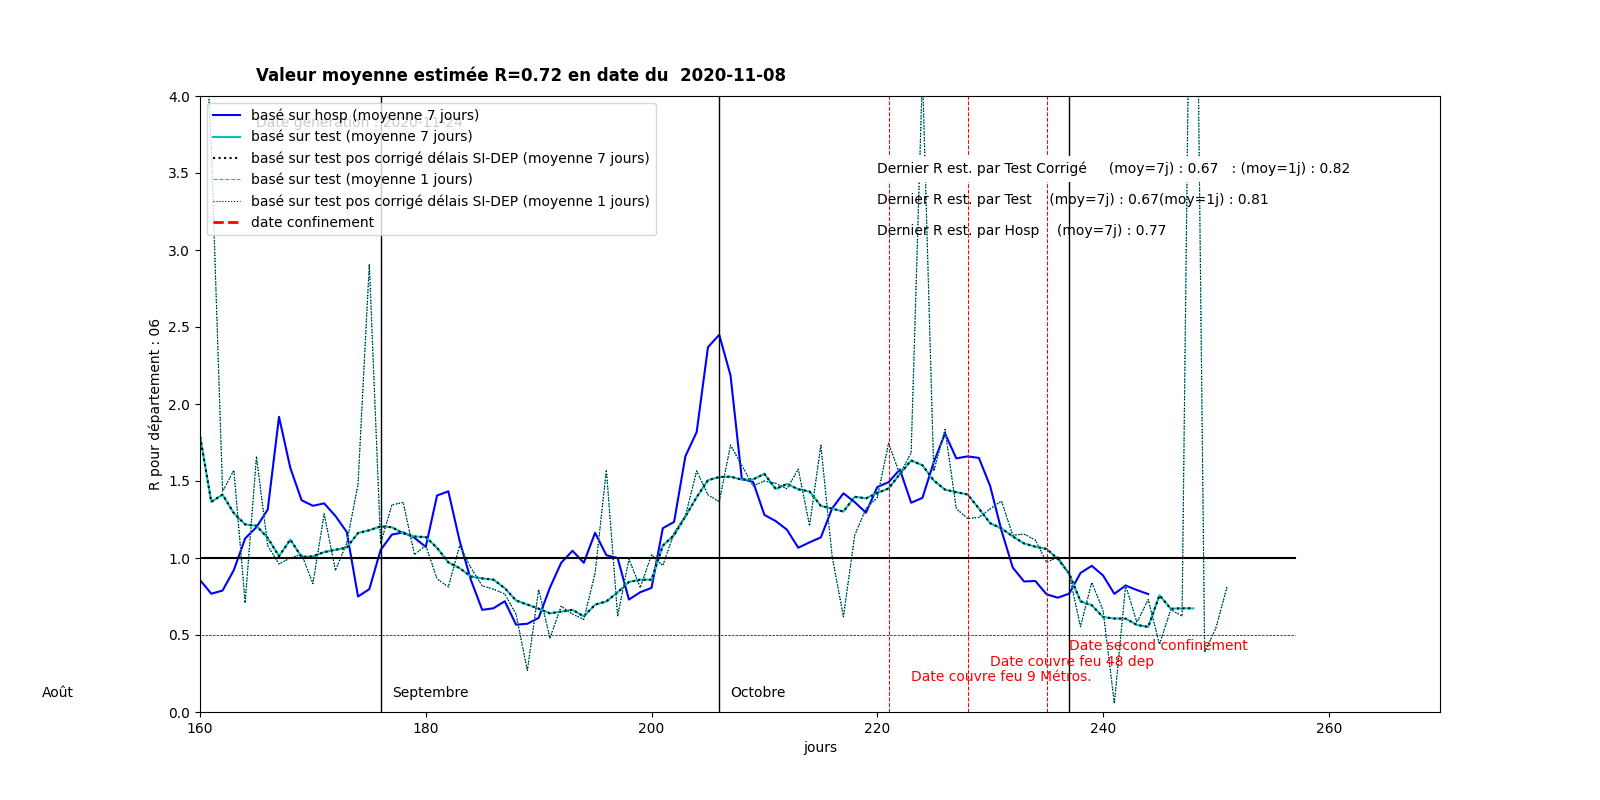 Valeur moyenne estimée R=0.72 en date du  2020-11-08
4.0
3.5
3.0
2.5
2.0
1.5
1.0
0.5
0.0
R pour département : 06
basé sur hosp (moyenne 7 jours)
Date génération : 2020-11-24
basé sur test (moyenne 7 jours)
basé sur test pos corrigé délais SI-DEP (moyenne 7 jours)
basé sur test (moyenne 1 jours)
basé sur test pos corrigé délais SI-DEP (moyenne 1 jours)
date confinement
Dernier R est. par Test Corrigé     (moy=7j) : 0.67   : (moy=1j) : 0.82
Dernier R est. par Test    (moy=7j) : 0.67(moy=1j) : 0.81
Dernier R est. par Hosp    (moy=7j) : 0.77
Date second confinement
Date couvre feu 48 dep
Date couvre feu 9 Métros.
Août
Septembre
Octobre
160
180
200
220
240
260
jours